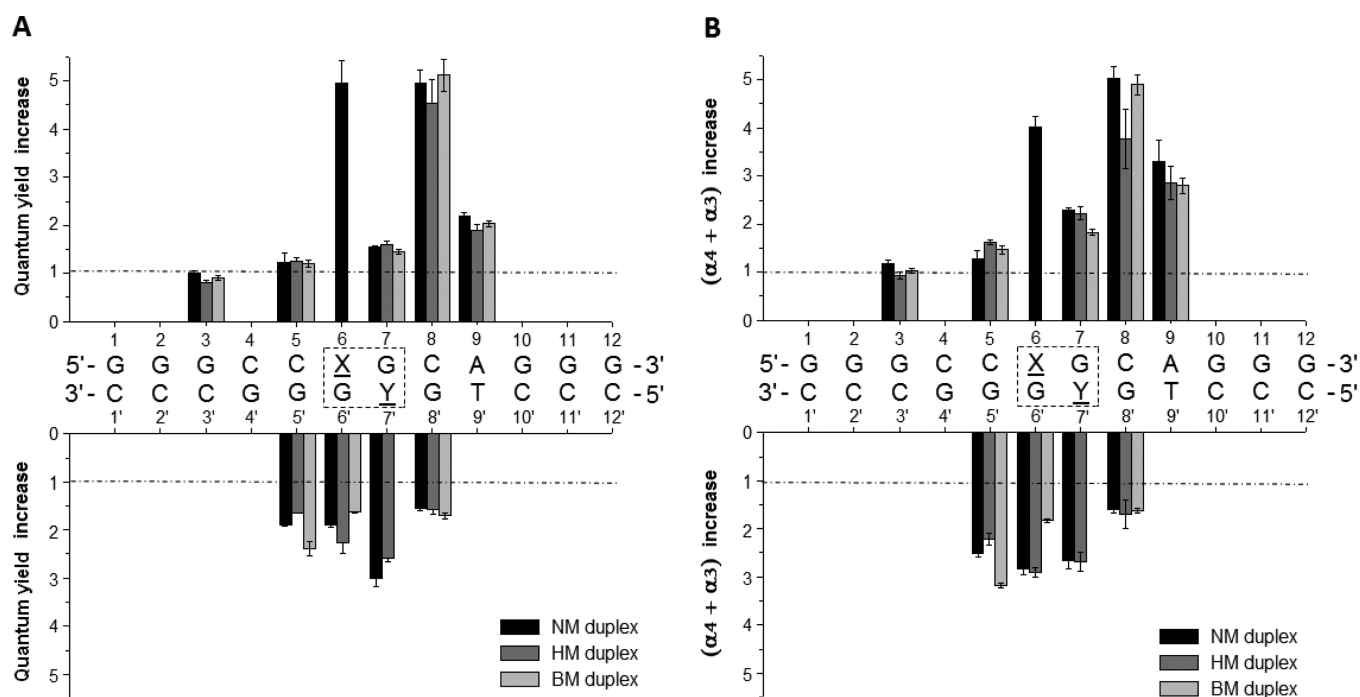 A
Quantum yield increase
5
4
3
2
1
0
1 2 3 4 5 6 7 8 9 10 11 12
5'- G G G C C X G C A G G G -3'
3'- C C C G G G Y G T C C C -5'
1' 2' 3' 4' 5' 6' 7' 8' 9' 10' 11' 12'
0
1
2
3
4
5
Quantum yield increase
NM duplex
HM duplex
BM duplex
B
(α4 + α3) increase
5
4
3
2
1
0
1 2 3 4 5 6 7 8 9 10 11 12
5'- G G G C C X G C A G G G -3'
3'- C C C G G G Y G T C C C -5'
1' 2' 3' 4' 5' 6' 7' 8' 9' 10' 11' 12'
0
1
2
3
4
5
(α4 + α3) increase
NM duplex
HM duplex
BM duplex